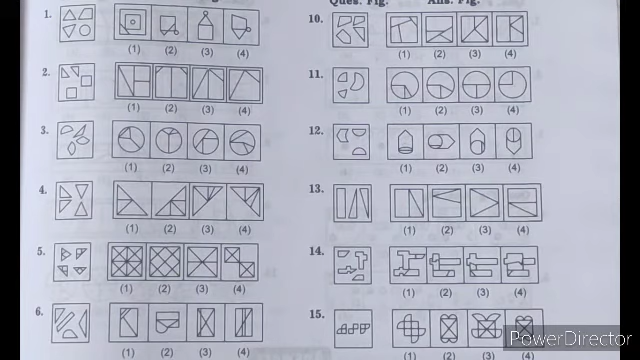 Ques. Fig. Ans. Fig.
1.
(1) (2) (3) (4)
2.
(1) (2) (3) (4)
3.
(1) (2) (3) (4)
4.
(1) (2) (3) (4)
5.
(1) (2) (3) (4)
6.
(1) (2) (3) (4)
10.
(1) (2) (3) (4)
11.
(1) (2) (3) (4)
12.
(1) (2) (3) (4)
13.
(1) (2) (3) (4)
14.
(1) (2) (3) (4)
15.
(1) (2) (3) (4)
PowerDirector